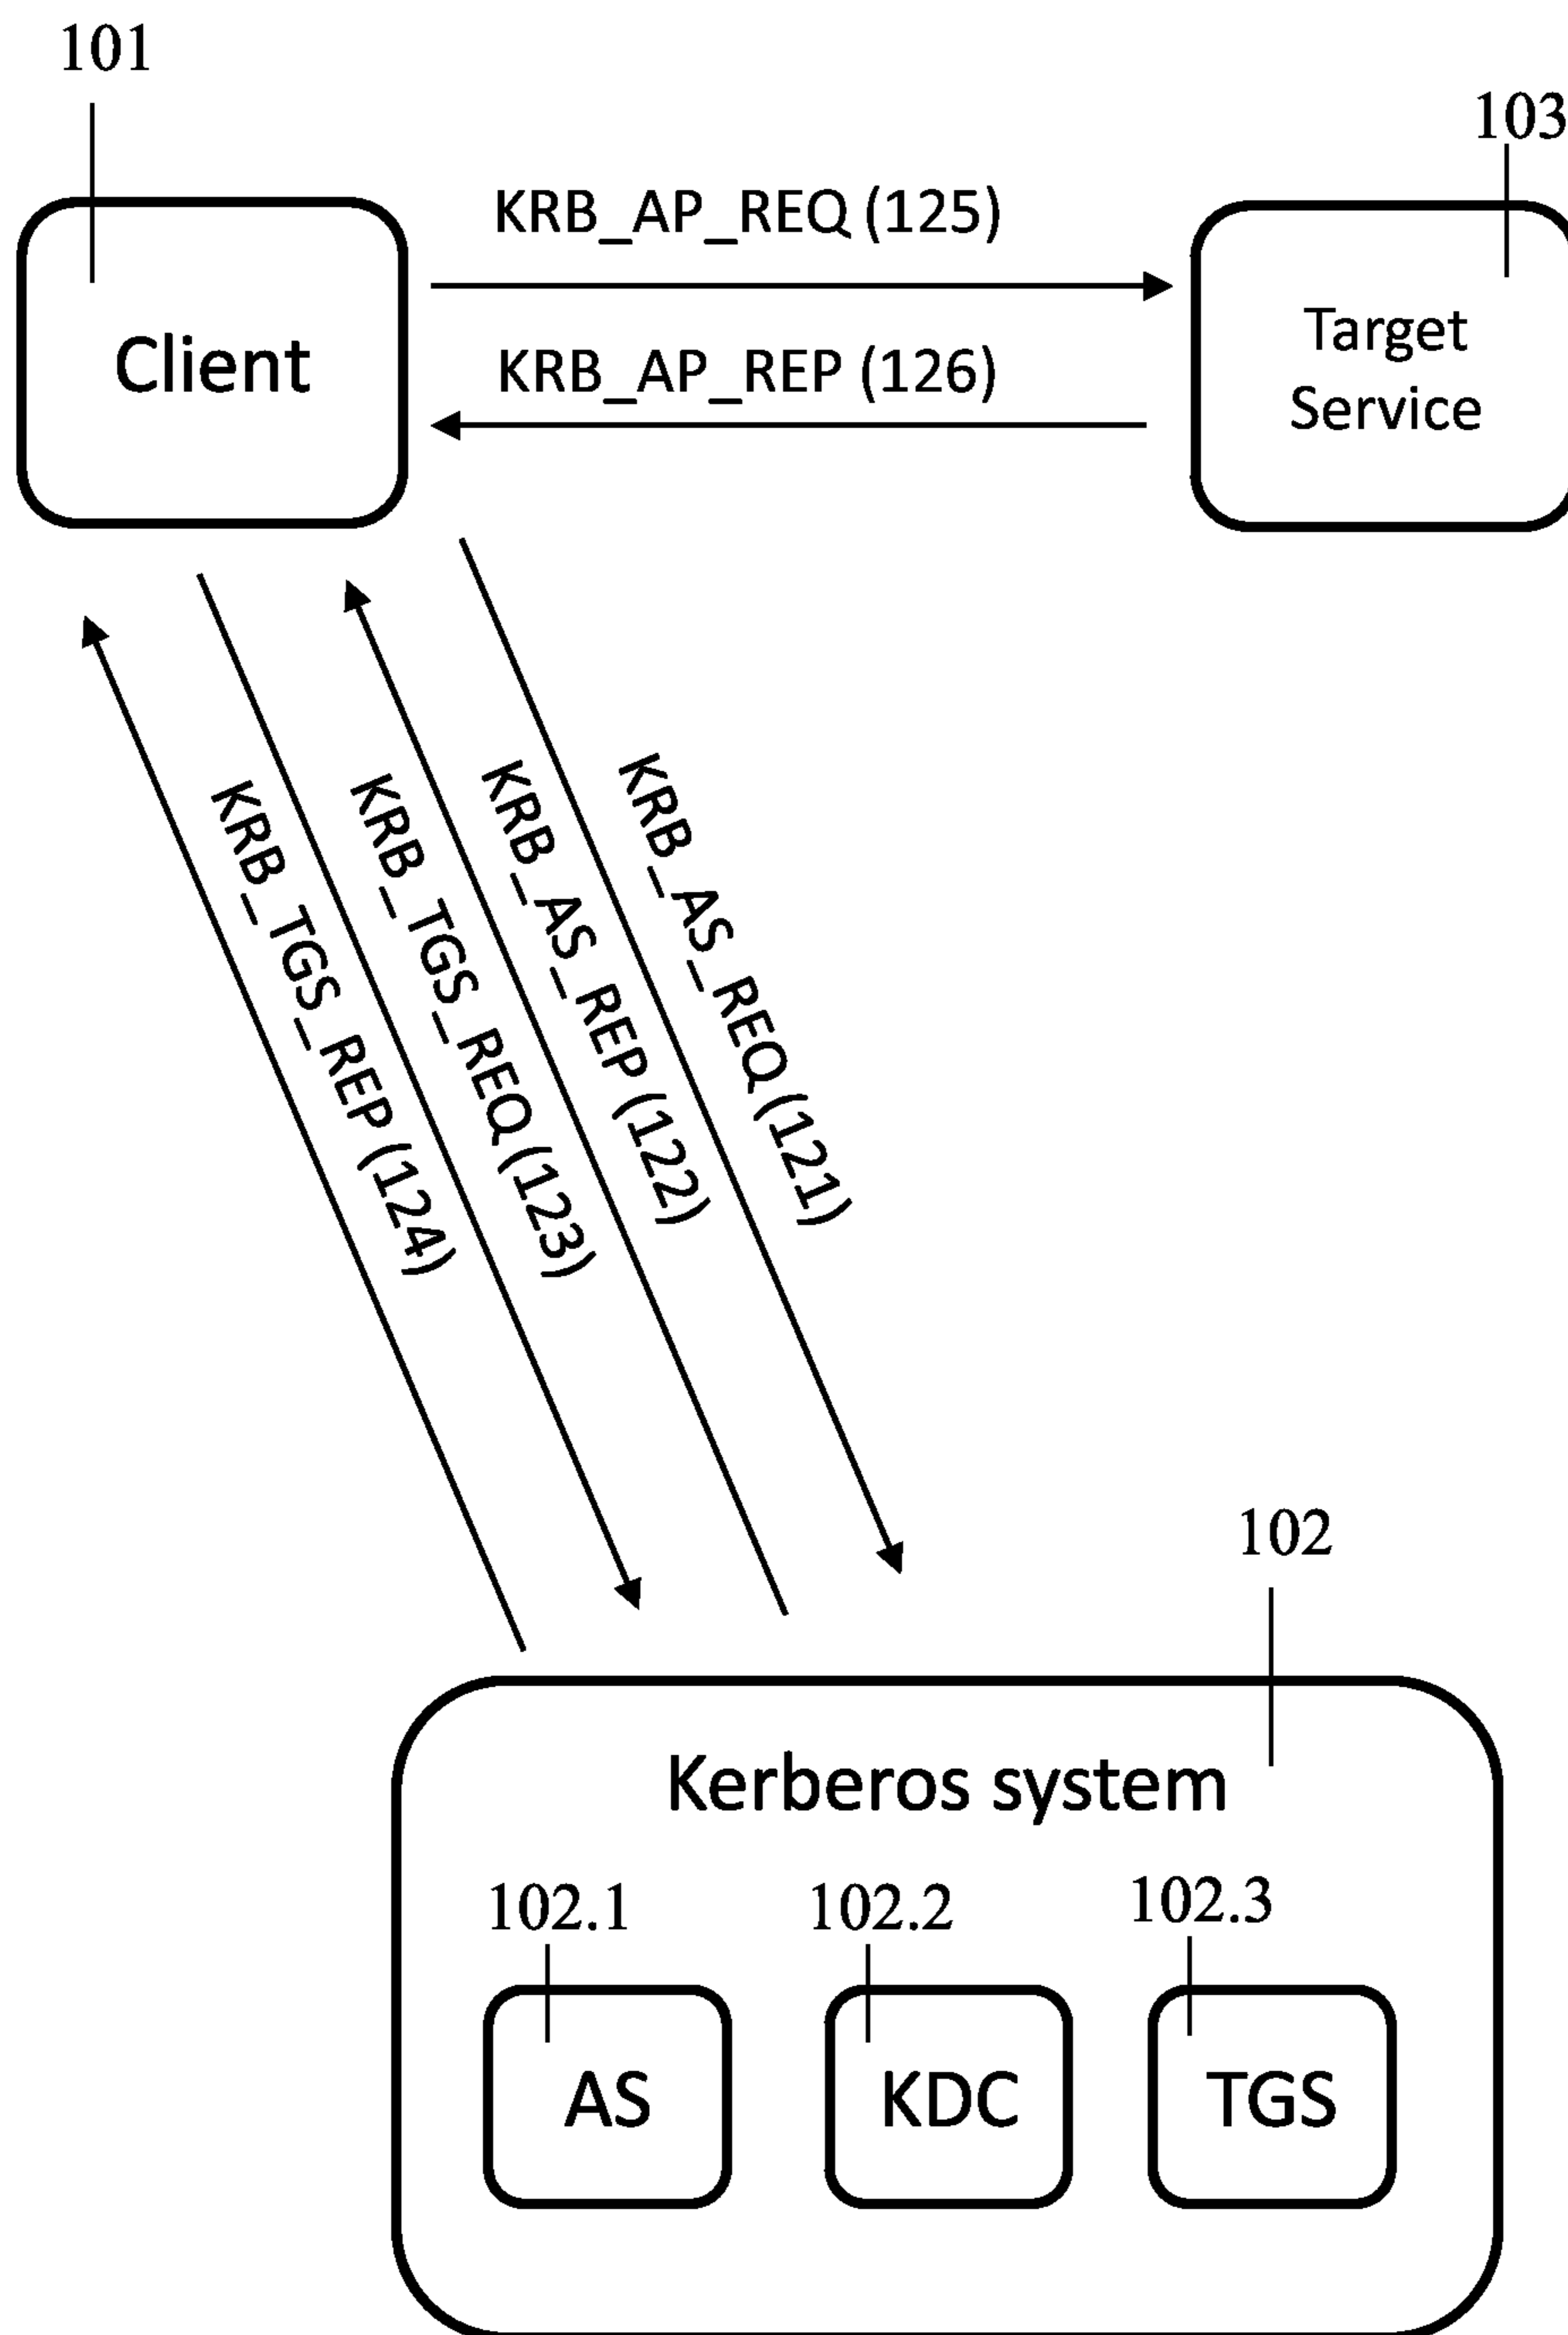 101
103
KRB_AP_REQ (125)
Client
Target
Service
KRB_AP_REP (126)
KRB_TGS_REP (124)
KRB_TGS_REQ (123)
KRB_AS_REP (122)
KRB_AS_REQ (121)
102
Kerberos system
102.1
102.2
102.3
AS
KDC
TGS